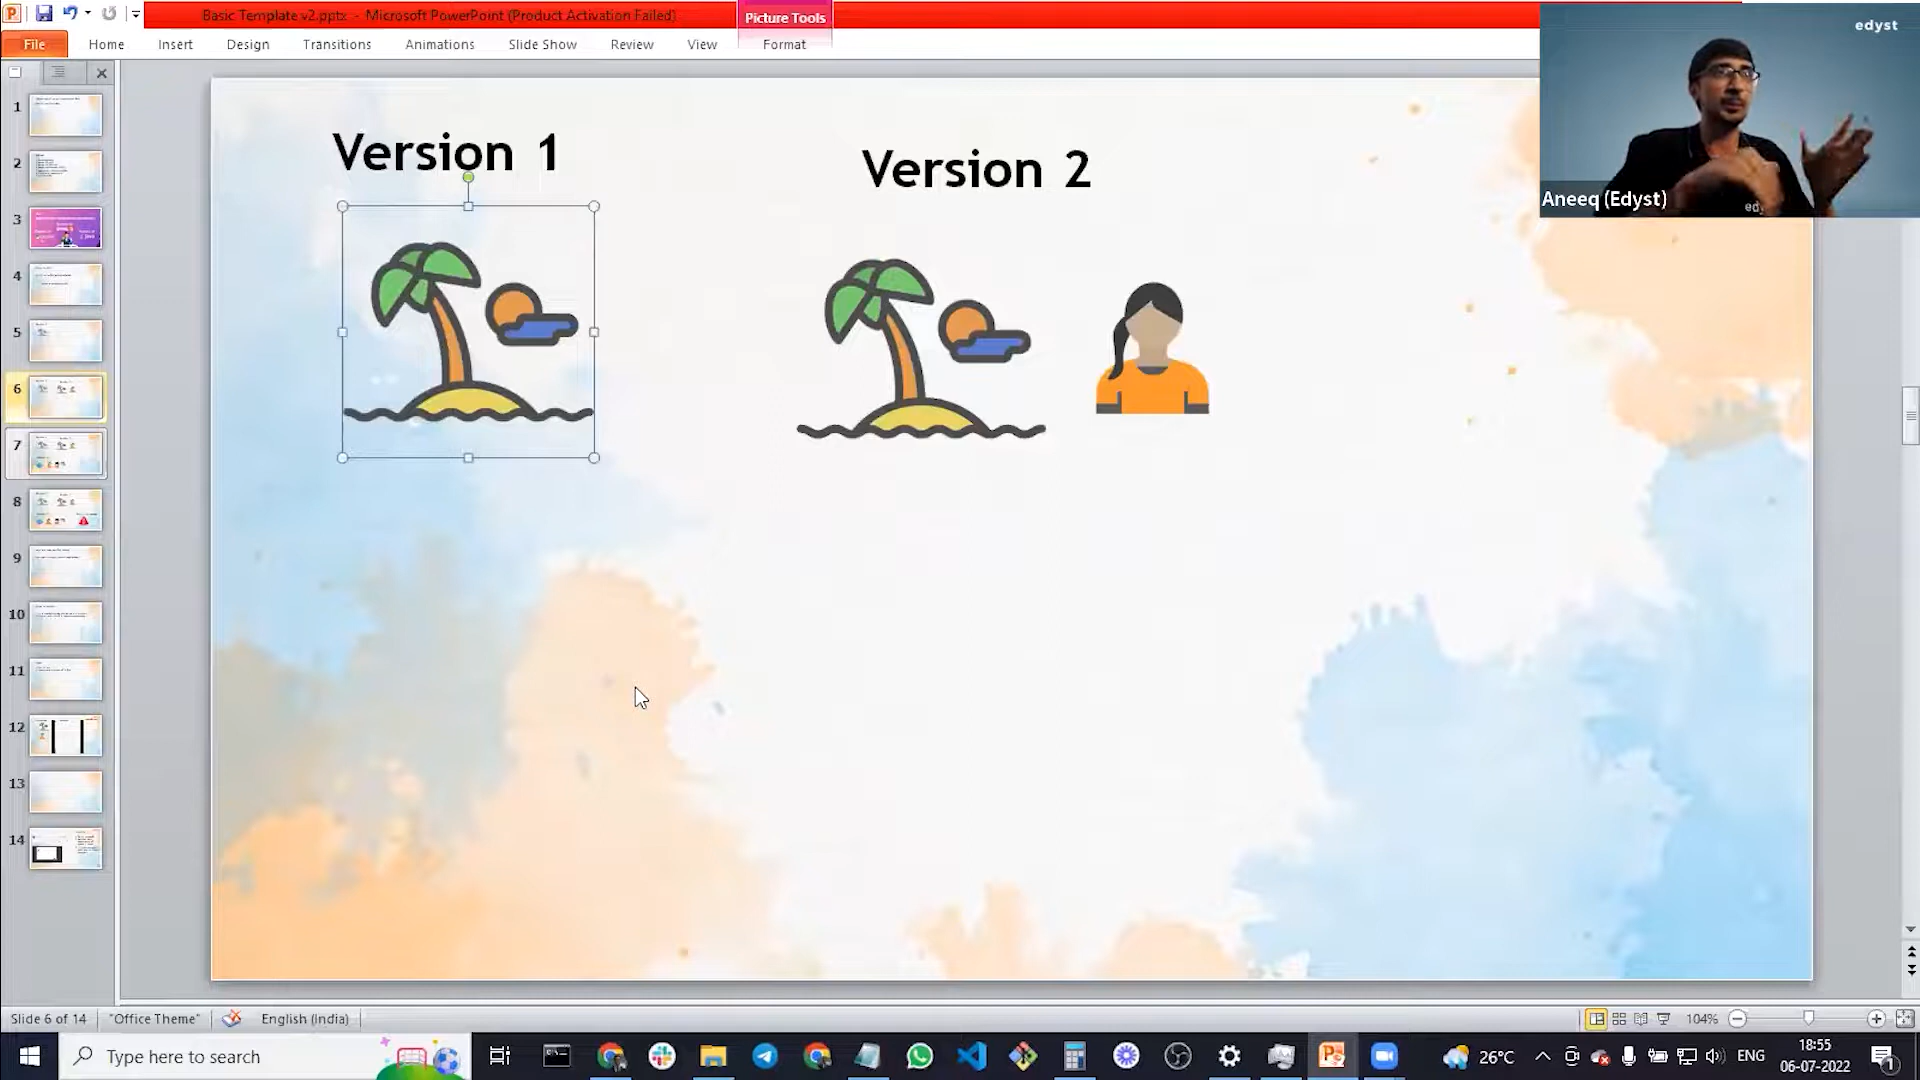 Basic Template v2.pptx - Microsoft PowerPoint (Product Activation Failed)
Picture Tools
File
Home
Insert
Design
Transitions
Animations
Slide Show
Review
View
Format
edyst
Aneeq (Edyst)
1
2
3
4
5
6
7
8
9
10
11
12
13
14
Version 1
Version 2
Slide 6 of 14
"Office Theme"
English (India)
104%
Type here to search
26°C
ENG
18:55
06-07-2022
1